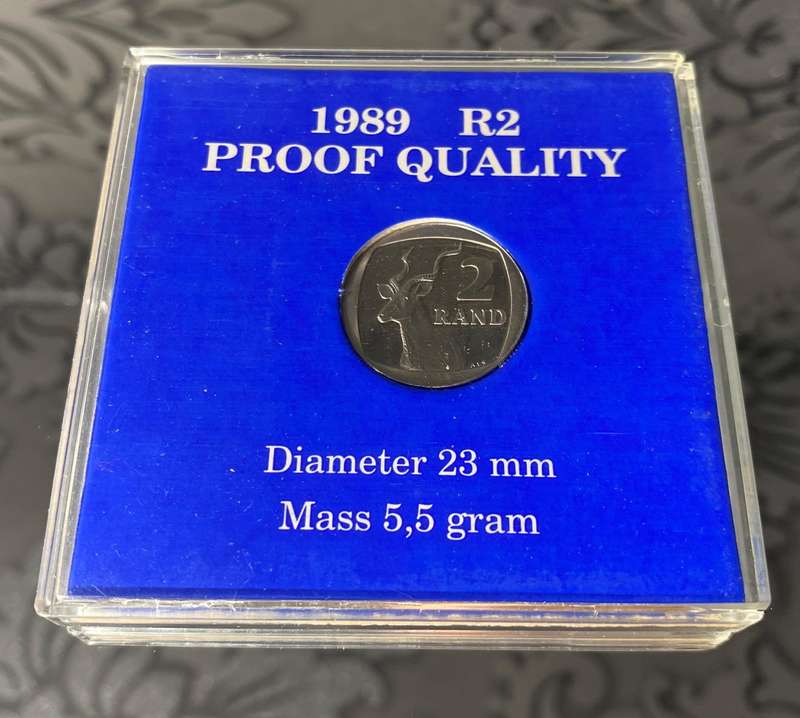 1989 R2
PROOF QUALITY
2
RAND
Diameter 23 mm
Mass 5,5 gram